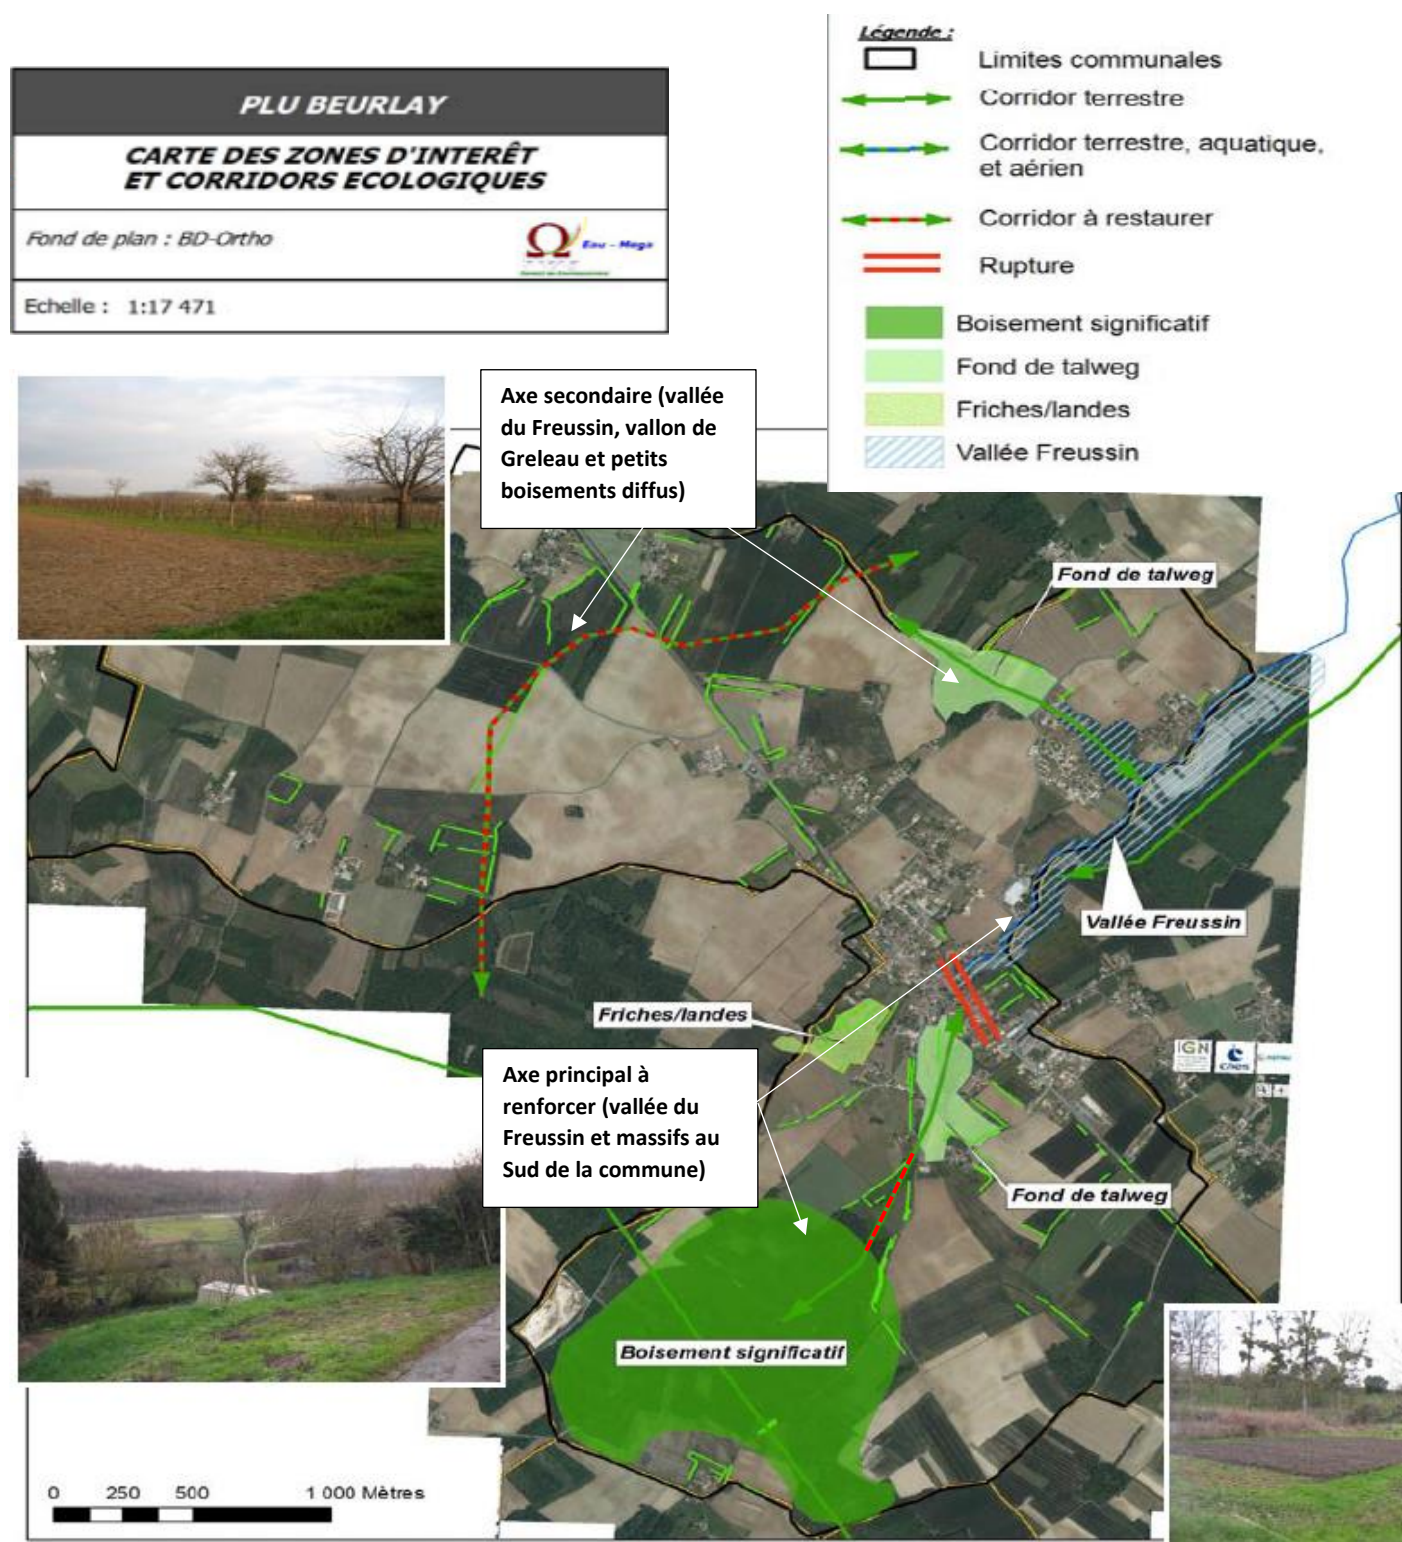 PLU BEURLAY
CARTE DES ZONES D'INTERÊT
ET CORRIDORS ECOLOGIQUES
Fond de plan : BD-Ortho
Eau - Mega
Echelle : 1:17 471
Légende :
Limites communales
Corridor terrestre
Corridor terrestre, aquatique,
et aérien
Corridor à restaurer
Rupture
Boisement significatif
Fond de talweg
Friches/landes
Vallée Freussin
Axe secondaire (vallée
du Freussin, vallon de
Greleau et petits
boisements diffus)
Fond de talweg
Vallée Freussin
Friches/landes
IGN
cnes
Axe principal à
renforcer (vallée du
Freussin et massifs au
Sud de la commune)
Fond de talweg
Boisement significatif
0 250 500 1 000 Mètres